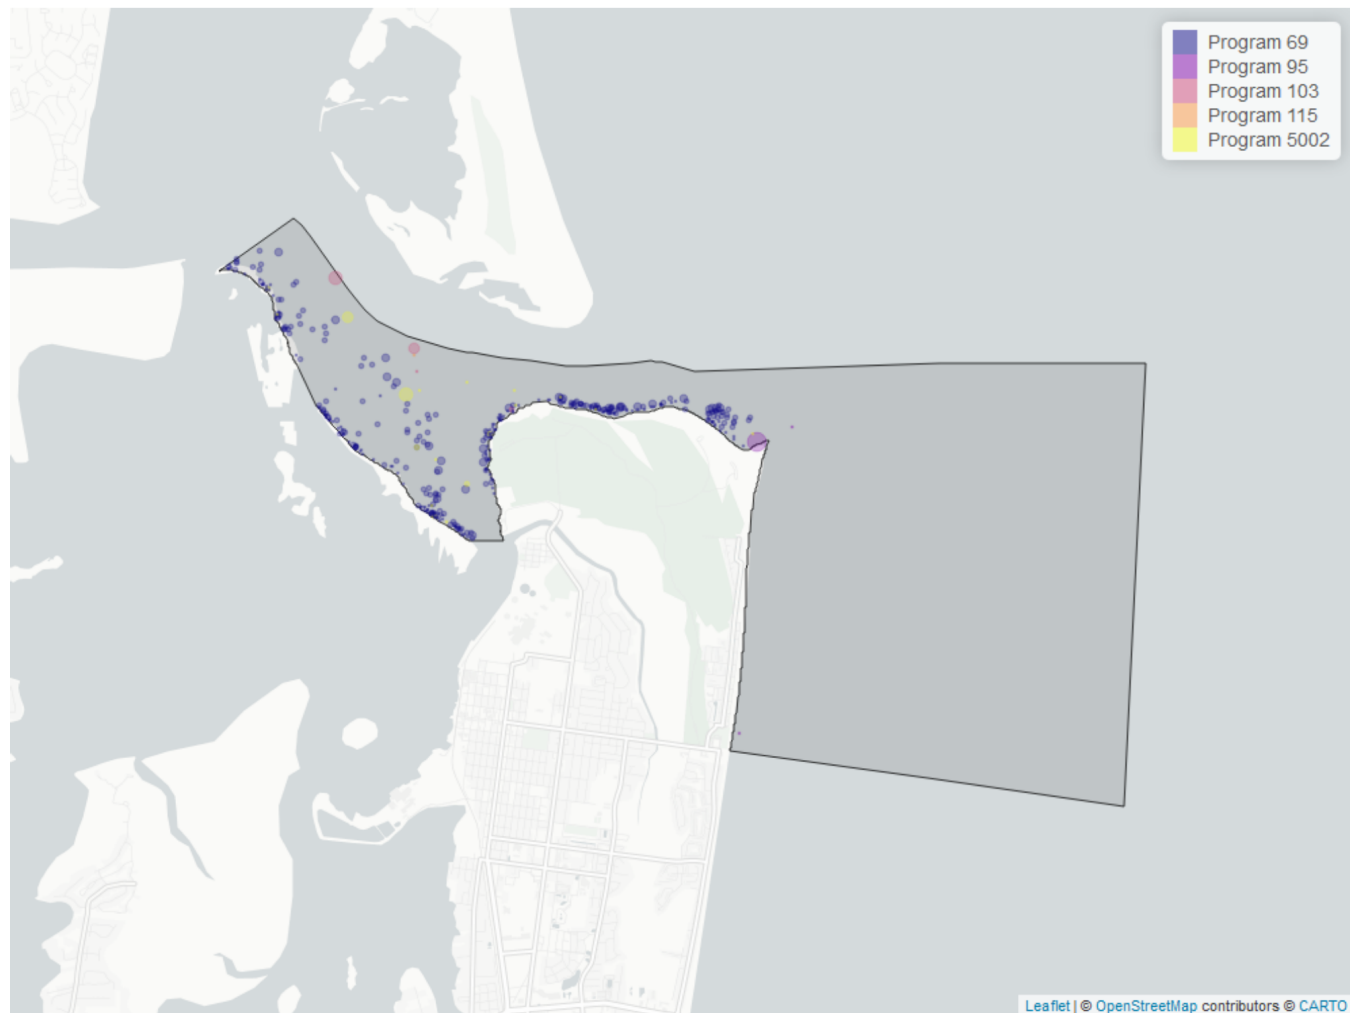 Program 69
Program 95
Program 103
Program 115
Program 5002
Leaflet | © OpenStreetMap contributors © CARTO